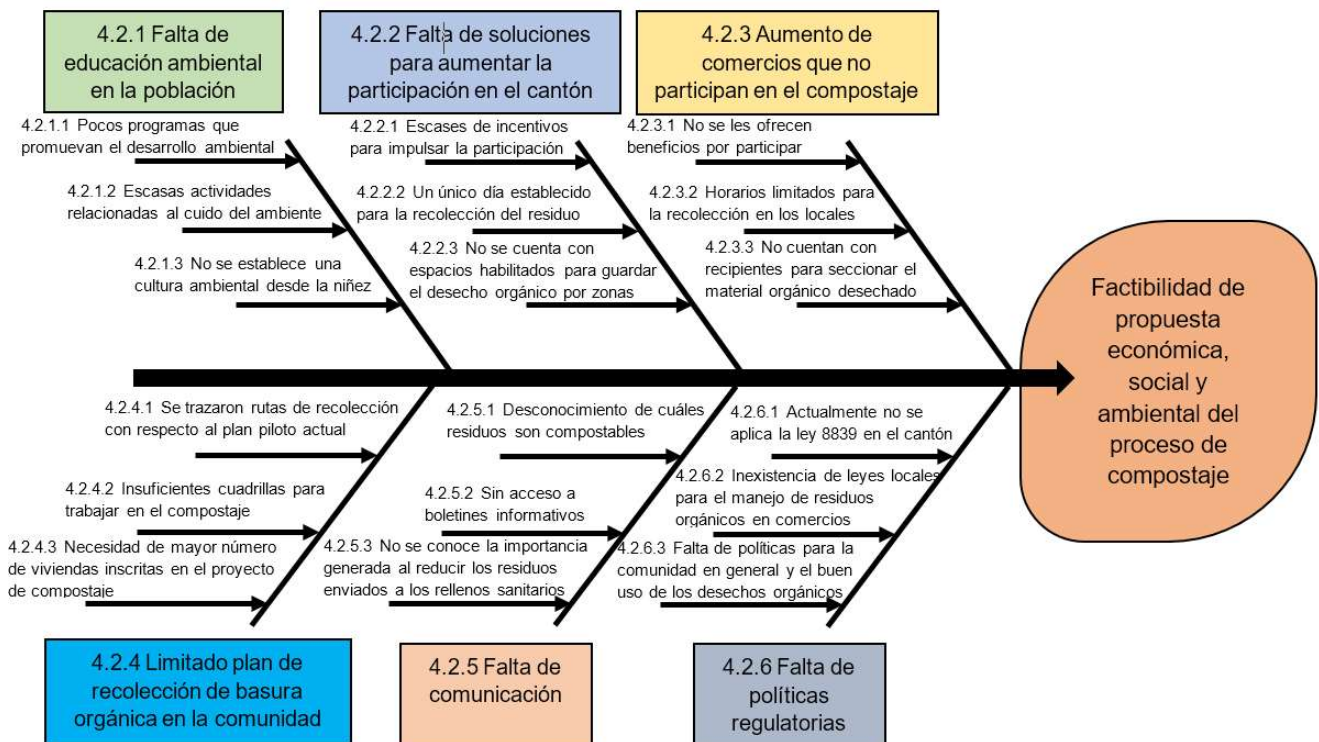 4.2.1 Falta de
educación ambiental
en la población
4.2.2 Falta de soluciones
para aumentar la
participación en el cantón
4.2.3 Aumento de
comercios que no
participan en el compostaje
4.2.1.1 Pocos programas que
promuevan el desarrollo ambiental
4.2.1.2 Escasas actividades
relacionadas al cuido del ambiente
4.2.1.3 No se establece una
cultura ambiental desde la niñez
4.2.2.1 Escases de incentivos
para impulsar la participación
4.2.2.2 Un único día establecido
para la recolección del residuo
4.2.2.3 No se cuenta con
espacios habilitados para guardar
el desecho orgánico por zonas
4.2.3.1 No se les ofrecen
beneficios por participar
4.2.3.2 Horarios limitados para
la recolección en los locales
4.2.3.3 No cuentan con
recipientes para seccionar el
material orgánico desechado
Factibilidad de
propuesta
económica,
social y
ambiental del
proceso de
compostaje
4.2.4.1 Se trazaron rutas de recolección
con respecto al plan piloto actual
4.2.4.2 Insuficientes cuadrillas para
trabajar en el compostaje
4.2.4.3 Necesidad de mayor número
de viviendas inscritas en el proyecto
de compostaje
4.2.5.1 Desconocimiento de cuáles
residuos son compostables
4.2.5.2 Sin acceso a
boletines informativos
4.2.5.3 No se conoce la importancia
generada al reducir los residuos
enviados a los rellenos sanitarios
4.2.6.1 Actualmente no se
aplica la ley 8839 en el cantón
4.2.6.2 Inexistencia de leyes locales
para el manejo de residuos
orgánicos en comercios
4.2.6.3 Falta de políticas para la
comunidad en general y el buen
uso de los desechos orgánicos
4.2.4 Limitado plan de
recolección de basura
orgánica en la comunidad
4.2.5 Falta de
comunicación
4.2.6 Falta de
políticas
regulatorias